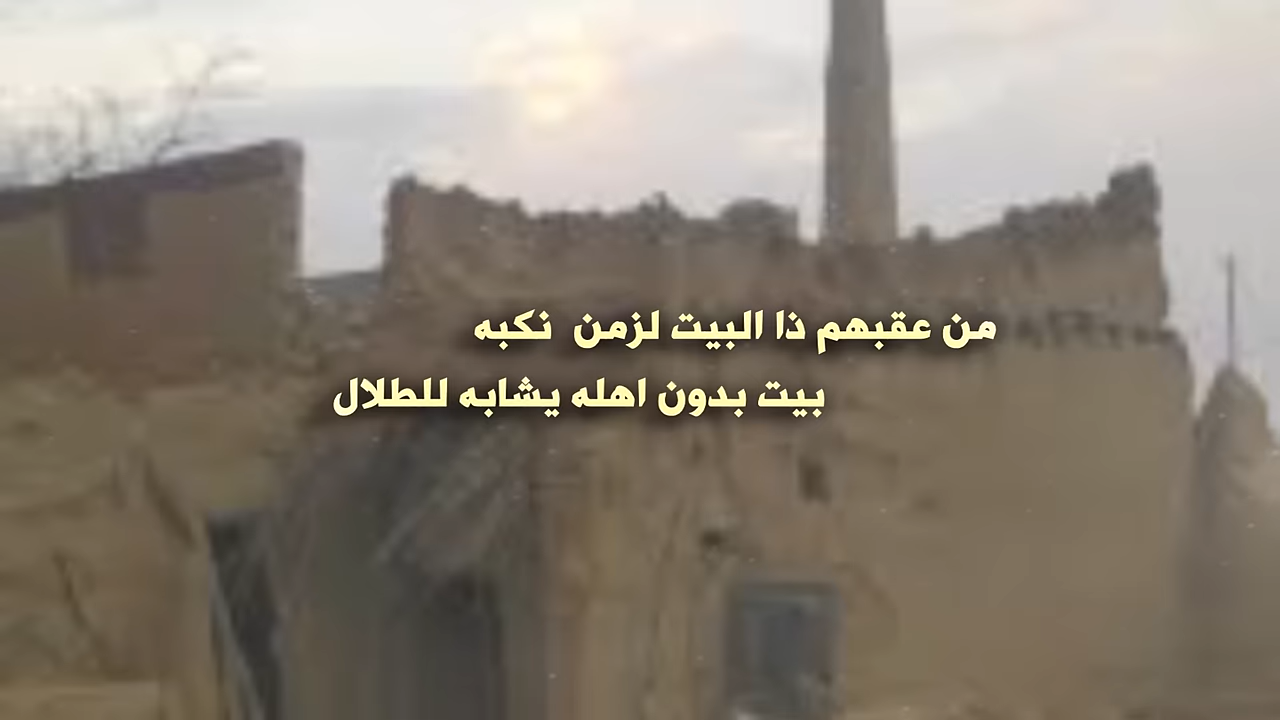 من عقبهم ذا البيت لزمن نكبه
بيت بدون اهله يشابه للطلال